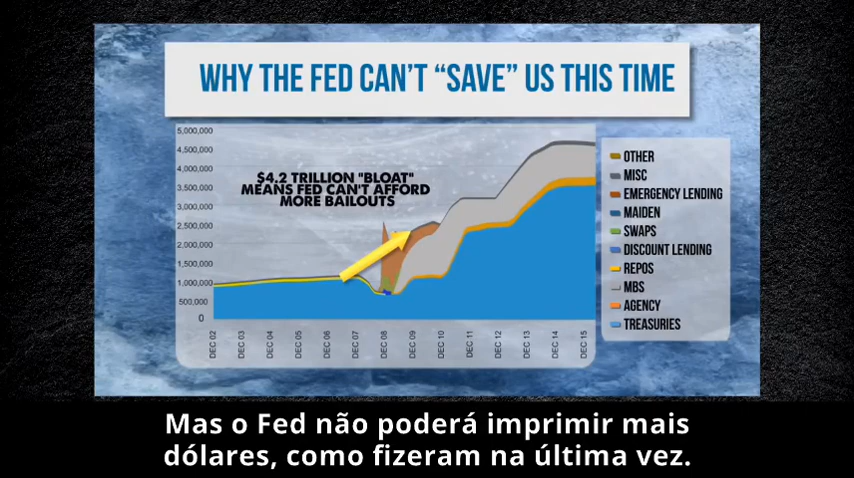 WHY THE FED CAN'T “SAVE” US THIS TIME
5,000,000
4,500,000
4,000,000
3,500,000
3,000,000
2,500,000
2,000,000
1,500,000
1,000,000
500,000
0
$4.2 TRILLION "BLOAT"
MEANS FED CAN'T AFFORD
MORE BAILOUTS
DEC 02
DEC 03
DEC 04
DEC 05
DEC 06
DEC 07
DEC 08
DEC 09
DEC 10
DEC 11
DEC 12
DEC 13
DEC 14
DEC 15
OTHER
MISC
EMERGENCY LENDING
MAIDEN
SWAPS
DISCOUNT LENDING
REPOS
MBS
AGENCY
TREASURIES
Mas o Fed não poderá imprimir mais
dólares, como fizeram na última vez.